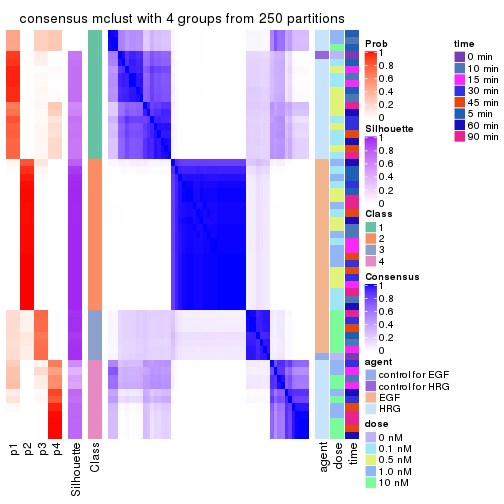 consensus mclust with 4 groups from 250 partitions
Prob
1
0.8
0.6
0.4
0.2
0
Silhouette
1
0.8
0.6
0.4
0.2
0
Class
1
2
3
4
Consensus
1
0.8
0.6
0.4
0.2
0
agent
control for EGF
control for HRG
EGF
HRG
dose
0 nM
0.1 nM
0.5 nM
1.0 nM
10 nM
time
0 min
10 min
15 min
30 min
45 min
5 min
60 min
90 min
p1
p2
p3
p4
Silhouette
Class
agent
dose
time